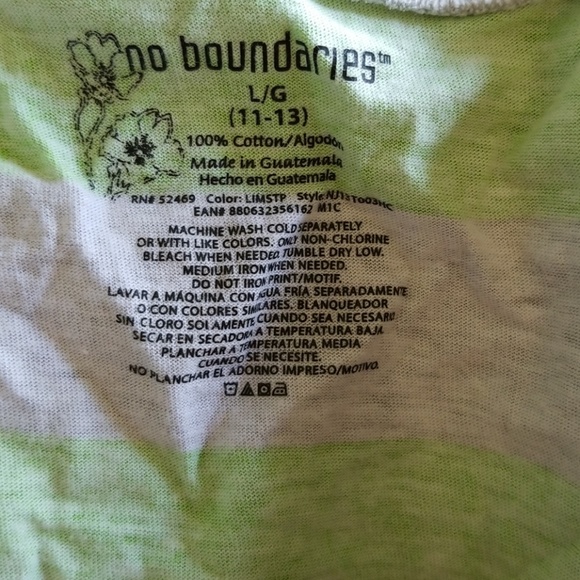 no boundaries™
L/G
(11-13)
100% Cotton/Algodon
Made in Guatemala
Hecho en Guatemala
RN# 52469 Color: LIMSTP Style:
EAN# 880632356162 M1C
MACHINE WASH COLD SEPARATELY
OR WITH LIKE COLORS. ONLY NON-CHLORINE
BLEACH WHEN NEEDED. TUMBLE DRY LOW.
MEDIUM IRON WHEN NEEDED.
DO NOT IRON PRINT/MOTIF.
LAVAR A MÁQUINA CON AGUA FRÍA SEPARADAMENTE
O CON COLORES SIMILARES. BLANQUEADOR
SIN CLORO SOLAMENTE CUANDO SEA NECESARIO
SECAR EN SECADORA A TEMPERATURA BAJA
PLANCHAR A TEMPERATURA MEDIA
CUANDO SE NECESITE.
NO PLANCHAR EL ADORNO IMPRESO/MOTIVO.